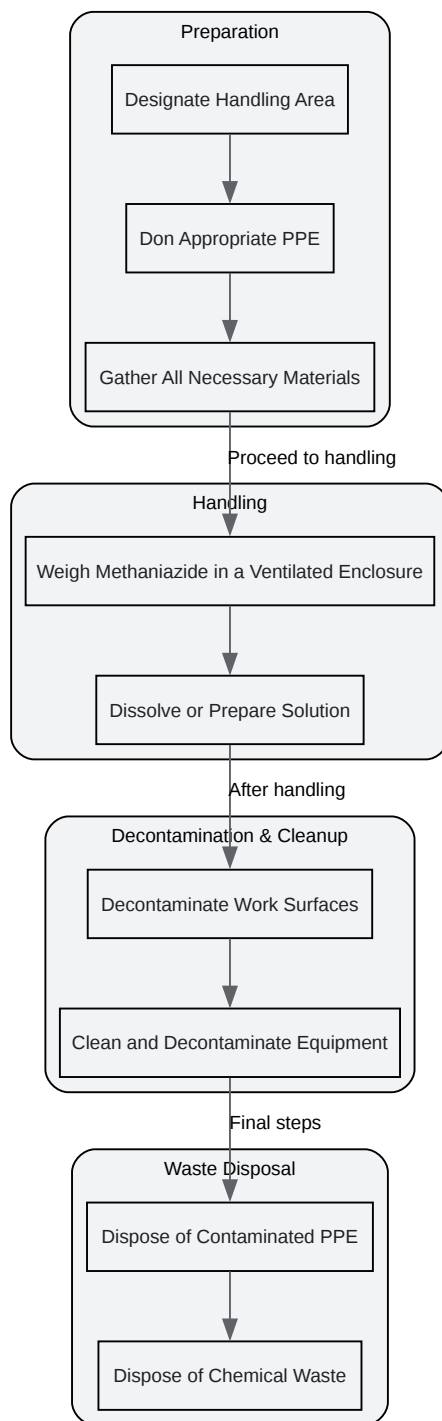 Preparation
Designate Handling Area
Don Appropriate PPE
Gather All Necessary Materials
Proceed to handling
Handling
Weigh Methaniazide in a Ventilated Enclosure
Dissolve or Prepare Solution
After handling
Decontamination & Cleanup
Decontaminate Work Surfaces
Clean and Decontaminate Equipment
Final steps
Waste Disposal
Dispose of Contaminated PPE
Dispose of Chemical Waste